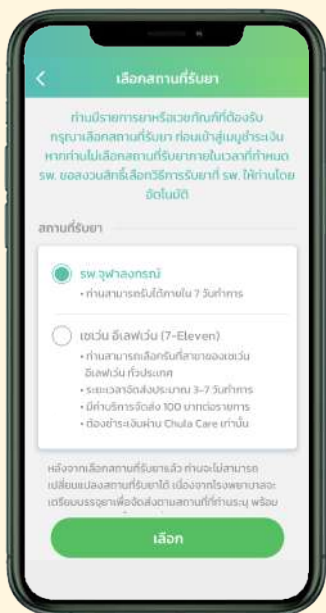 เลือกสถานที่รับยา
ท่านมีรายการยาหรือเวชภัณฑ์ที่ต้องรับ
กรุณาเลือกสถานที่รับยา ก่อนเข้าสู่เมนูชำระเงิน
หากท่านไม่เลือกสถานที่รับยาภายในเวลาที่กำหนด
รพ. ขอสงวนสิทธิ์เลือกวิธีการรับยาที่ รพ. ให้ท่านโดย
อัตโนมัติ
สถานที่รับยา
รพ.จุฬาลงกรณ์
• ท่านสามารถรับได้ภายใน 7 วันทำการ
เซเว่น อีเลฟเว่น (7-Eleven)
• ท่านสามารถเลือกรับที่สาขาของเซเว่น
อีเลฟเว่น ทั่วประเทศ
• ระยะเวลาจัดส่งประมาณ 3-7 วันทำการ
• มีค่าบริการจัดส่ง 100 บาทต่อรายการ
• ต้องชำระเงินผ่าน Chula Care เท่านั้น
หลังจากเลือกสถานที่รับยาแล้ว ท่านจะไม่สามารถ
เปลี่ยนแปลงสถานที่รับยาได้ เนื่องจากโรงพยาบาลจะ
เตรียมบรรจุยาเพื่อจัดส่งตามสถานที่ที่ท่านระบุ พร้อม
เลือก